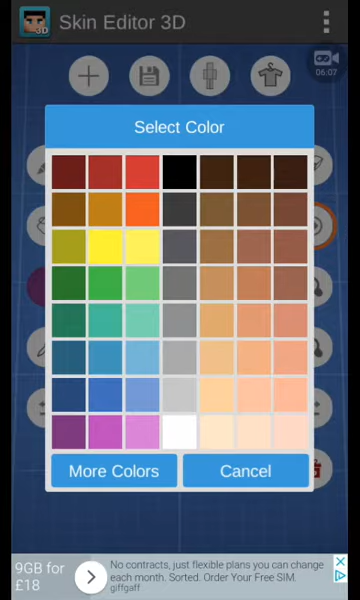 Skin Editor 3D
3D
06:07
Select Color
More Colors
Cancel
9GB for
£18
No contracts, just flexible plans you can change
each month. Sorted. Order Your Free SIM.
giffgaff